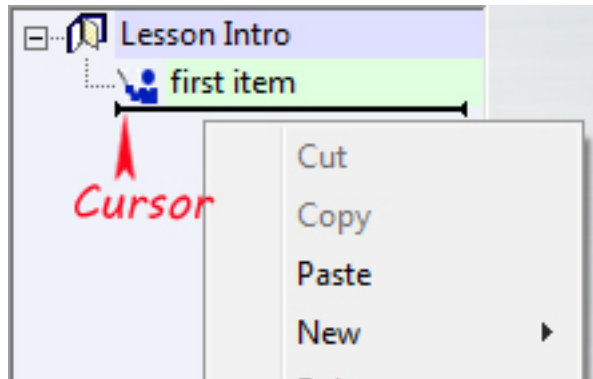 Lesson Intro
first item
Cursor
Cut
Copy
Paste
New